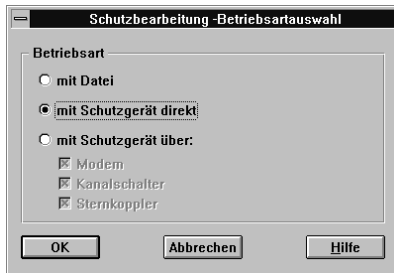 Schutzbearbeitung -Betriebsartauswahl
Betriebsart
mit Datei
mit Schutzgerät direkt
mit Schutzgerät über:
Modem
Kanalschalter
Sternkoppler
OK Abbrechen Hilfe